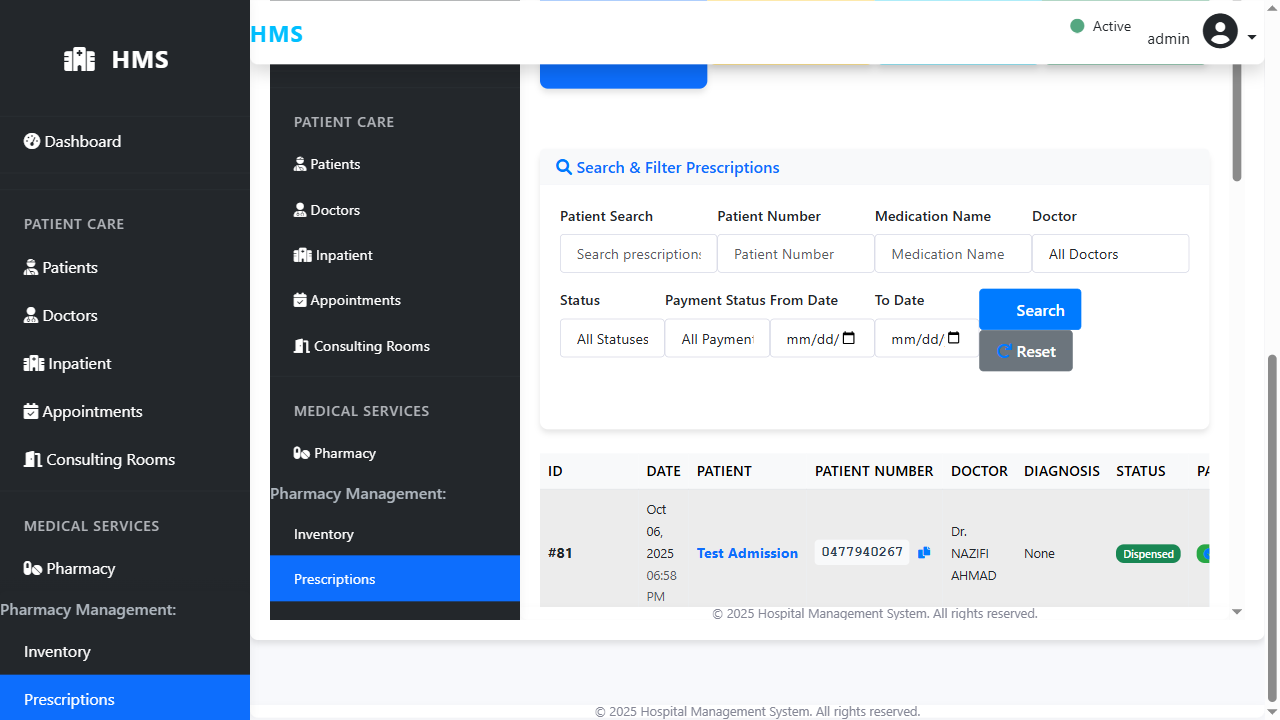 HMS
Dashboard
PATIENT CARE
Patients
Doctors
Inpatient
Appointments
Consulting Rooms
MEDICAL SERVICES
Pharmacy
Pharmacy Management:
Inventory
Prescriptions
HMS
Active
admin
PATIENT CARE
Patients
Doctors
Inpatient
Appointments
Consulting Rooms
MEDICAL SERVICES
Pharmacy
Pharmacy Management:
Inventory
Prescriptions
Search & Filter Prescriptions
Patient Search Patient Number Medication Name Doctor
Search prescriptions Patient Number Medication Name All Doctors
Status Payment Status From Date To Date
All Statuses All Payment mm/dd/ mm/dd/
Search
Reset
ID DATE PATIENT PATIENT NUMBER DOCTOR DIAGNOSIS STATUS PA
#81 Oct 06, 2025 06:58 PM Test Admission 0477940267 Dr. NAZIFI AHMAD None Dispensed
© 2025 Hospital Management System. All rights reserved.
© 2025 Hospital Management System. All rights reserved.